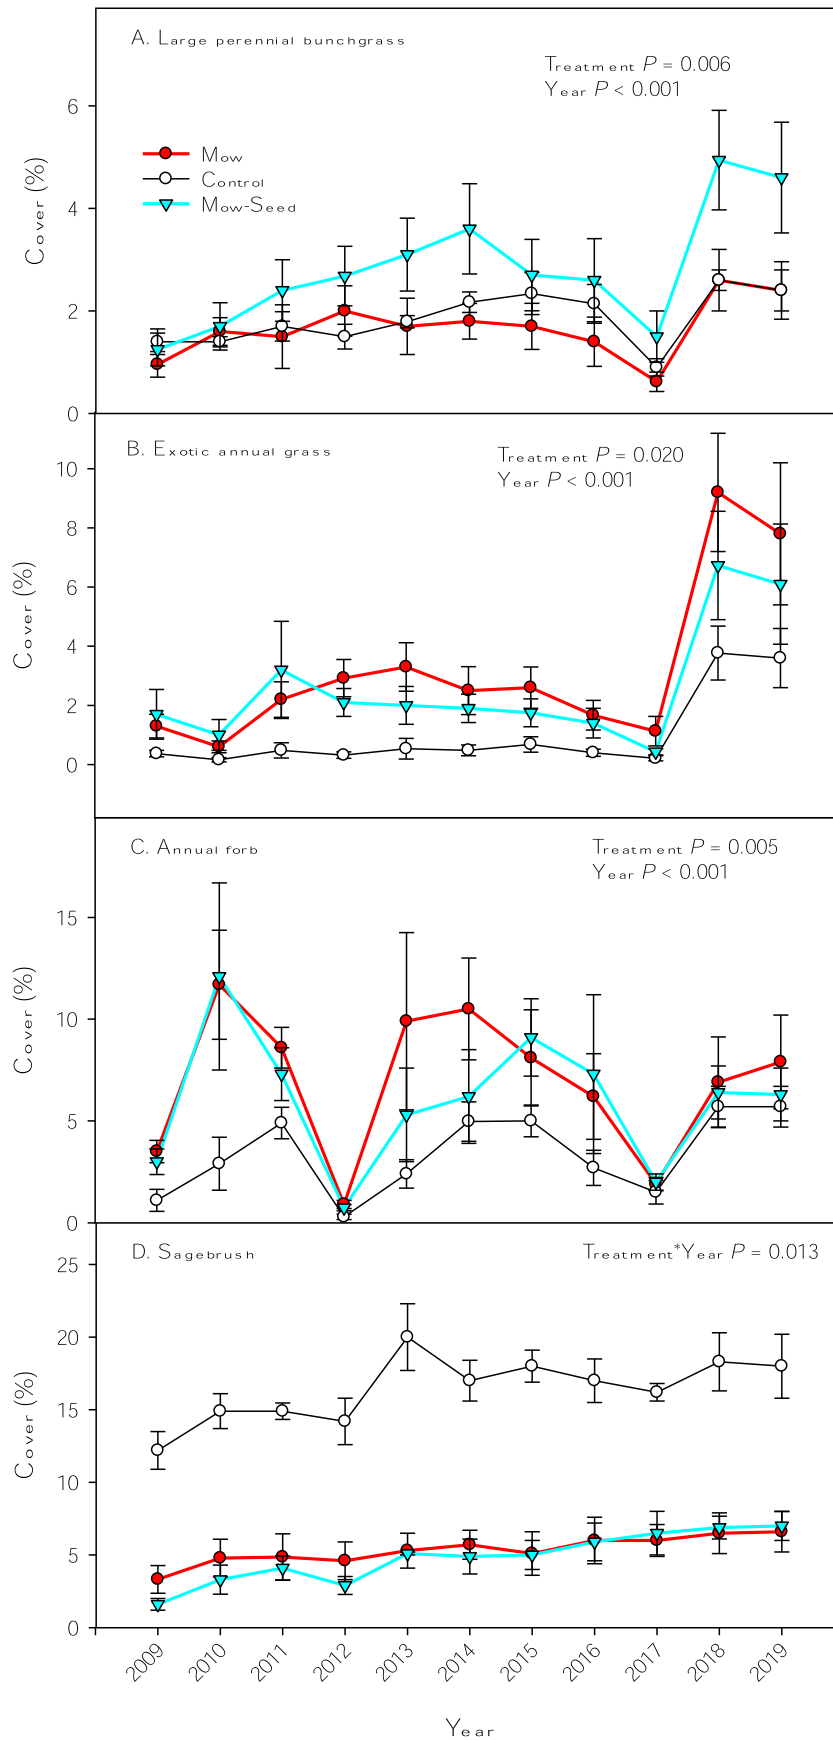 A. Large perennial bunchgrass
Treatment P = 0.006
Year P < 0.001
6
Mow
Control
Mow-Seed
4
2
0
Cover (%)
B. Exotic annual grass
Treatment P = 0.020
Year P < 0.001
10
8
6
4
2
0
Cover (%)
C. Annual forb
Treatment P = 0.005
Year P < 0.001
15
10
5
0
Cover (%)
D. Sagebrush
Treatment*Year P = 0.013
25
20
15
10
5
0
Cover (%)
2009 2010 2011 2012 2013 2014 2015 2016 2017 2018 2019
Year